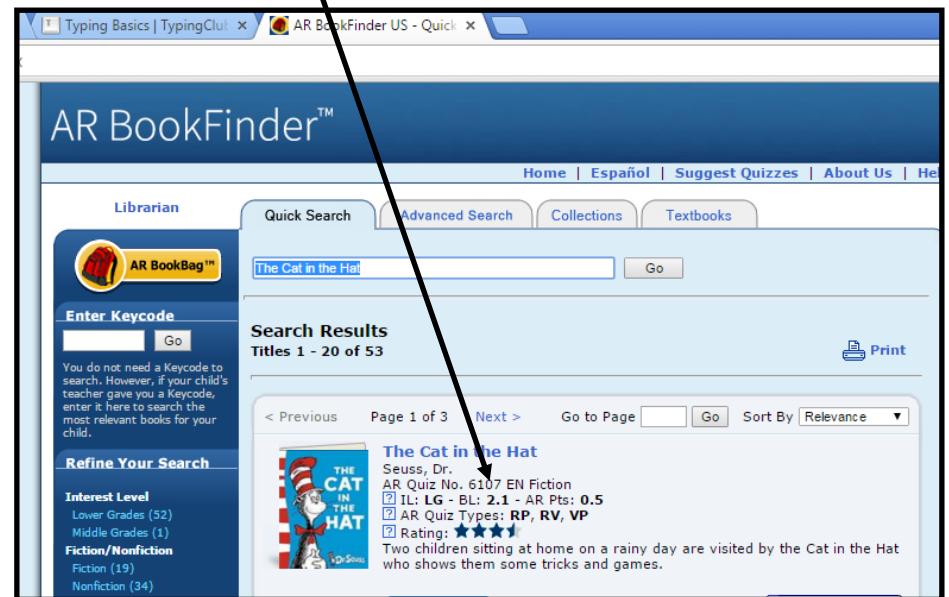 Typing Basics | TypingClub
AR BookFinder US - Quick
AR BookFinder™
Home | Español | Suggest Quizzes | About Us | Hel
Librarian
Quick Search
Advanced Search
Collections
Textbooks
AR BookBag™
The Cat in the Hat
Go
Enter Keycode
Go
You do not need a Keycode to
search. However, if your child's
teacher gave you a Keycode,
enter it here to search the
most relevant books for your
child.
Search Results
Titles 1 - 20 of 53
Print
< Previous Page 1 of 3 Next > Go to Page Go Sort By Relevance
Refine Your Search
Interest Level
Lower Grades (52)
Middle Grades (1)
Fiction/Nonfiction
Fiction (19)
Nonfiction (34)
THE
CAT
IN
THE
HAT
Dr. Seuss
The Cat in the Hat
Seuss, Dr.
AR Quiz No. 6107 EN Fiction
? IL: LG - BL: 2.1 - AR Pts: 0.5
? AR Quiz Types: RP, RV, VP
? Rating:
Two children sitting at home on a rainy day are visited by the Cat in the Hat
who shows them some tricks and games.